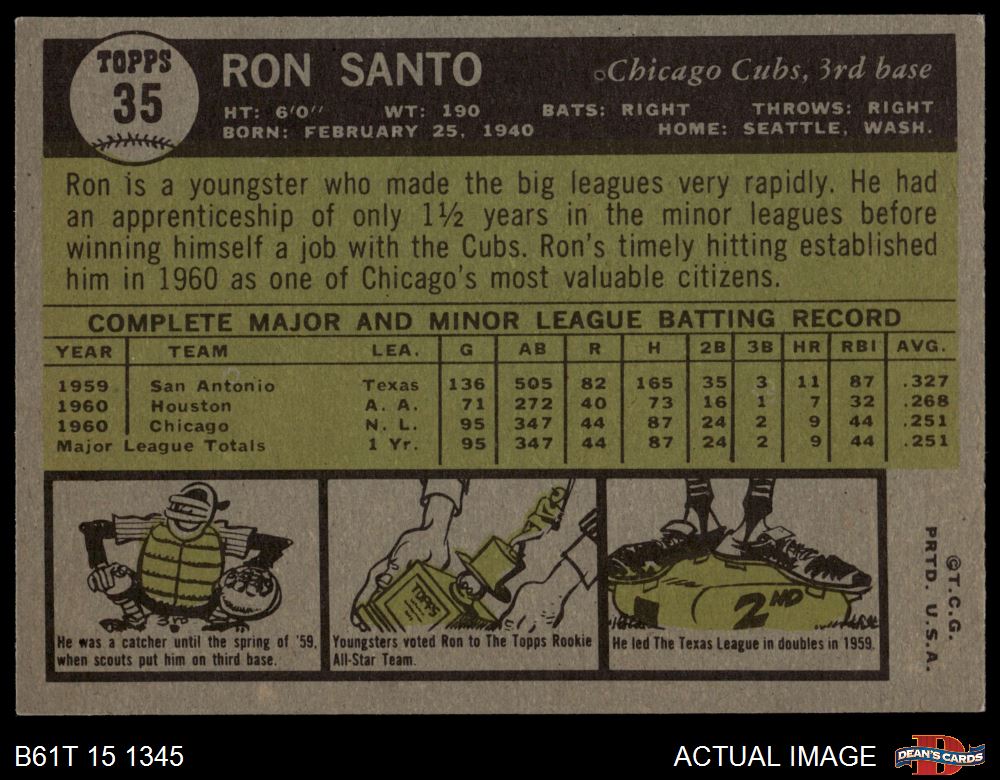 TOPPS
35
RON SANTO
Chicago Cubs, 3rd base
HT: 6'0" WT: 190 BATS: RIGHT THROWS: RIGHT
BORN: FEBRUARY 25, 1940 HOME: SEATTLE, WASH.
Ron is a youngster who made the big leagues very rapidly. He had
an apprenticeship of only 1½ years in the minor leagues before
winning himself a job with the Cubs. Ron's timely hitting established
him in 1960 as one of Chicago's most valuable citizens.
COMPLETE MAJOR AND MINOR LEAGUE BATTING RECORD
YEAR TEAM LEA. G AB R H 2B 3B HR RBI AVG.
1959 San Antonio Texas 136 505 82 165 35 3 11 87 .327
1960 Houston A. A. 71 272 40 73 16 1 7 32 .268
1960 Chicago N. L. 95 347 44 87 24 2 9 44 .251
Major League Totals 1 Yr. 95 347 44 87 24 2 9 44 .251
3rd
He was a catcher until the spring of '59,
when scouts put him on third base.
TOPPS
Youngsters voted Ron to The Topps Rookie
All-Star Team.
2ND
He led The Texas League in doubles in 1959.
©T.C.G.
PRTD. U.S.A.
B61T 15 1345
ACTUAL IMAGE
DEAN'S CARDS